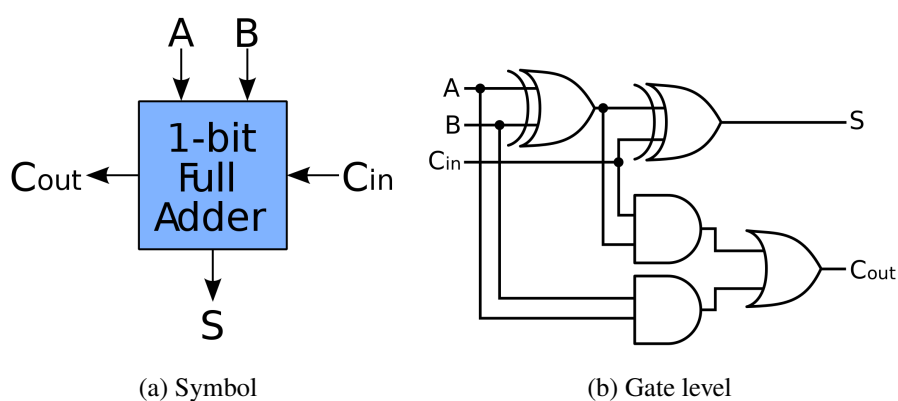 A B
1-bit
Full
Adder
Cout
Cin
S
(a) Symbol
A
B
Cin
S
Cout
(b) Gate level